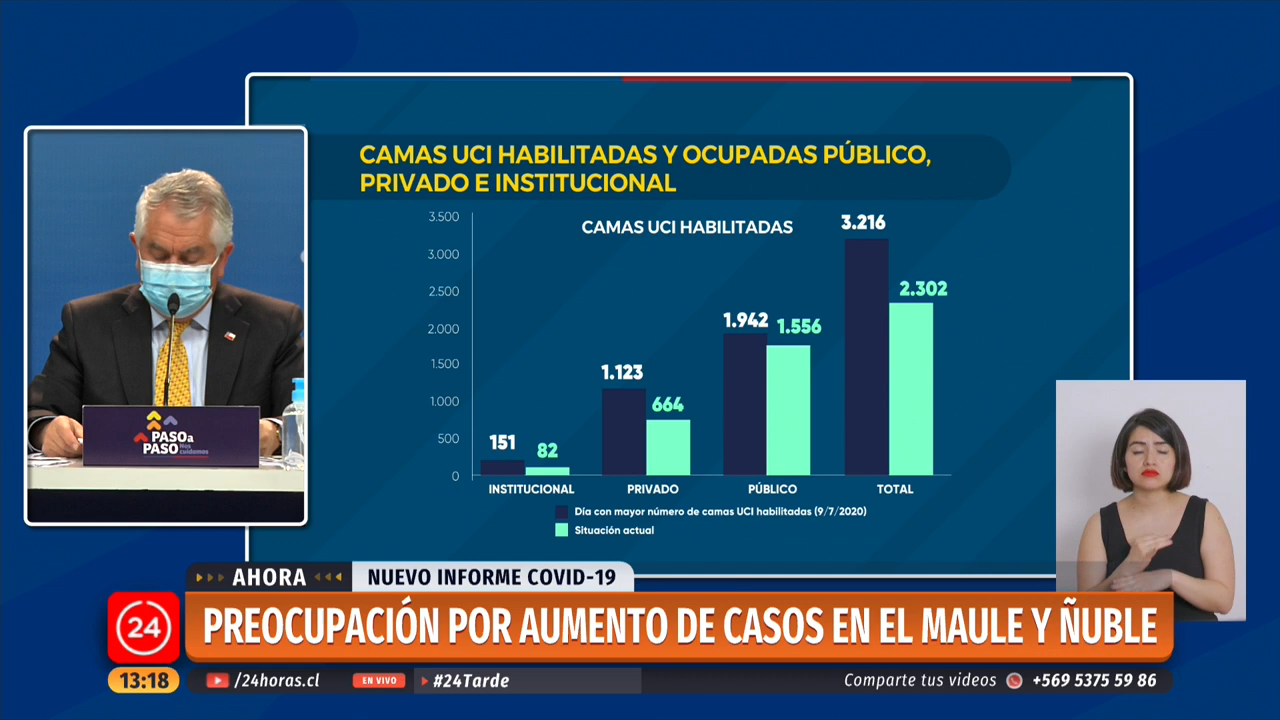 CAMAS UCI HABILITADAS Y OCUPADAS PÚBLICO,
PRIVADO E INSTITUCIONAL
CAMAS UCI HABILITADAS
3.500
3.000
2.500
2.000
1.500
1.000
500
0
151
82
1.123
664
1.942
1.556
3.216
2.302
INSTITUCIONAL
PRIVADO
PÚBLICO
TOTAL
Día con mayor número de camas UCI habilitadas (9/7/2020)
Situación actual
PASO a
PASO Nos
cuidamos
AHORA
NUEVO INFORME COVID-19
24
PREOCUPACIÓN POR AUMENTO DE CASOS EN EL MAULE Y ÑUBLE
13:18
/24horas.cl
EN VIVO
#24Tarde
Comparte tus videos
+569 5375 59 86